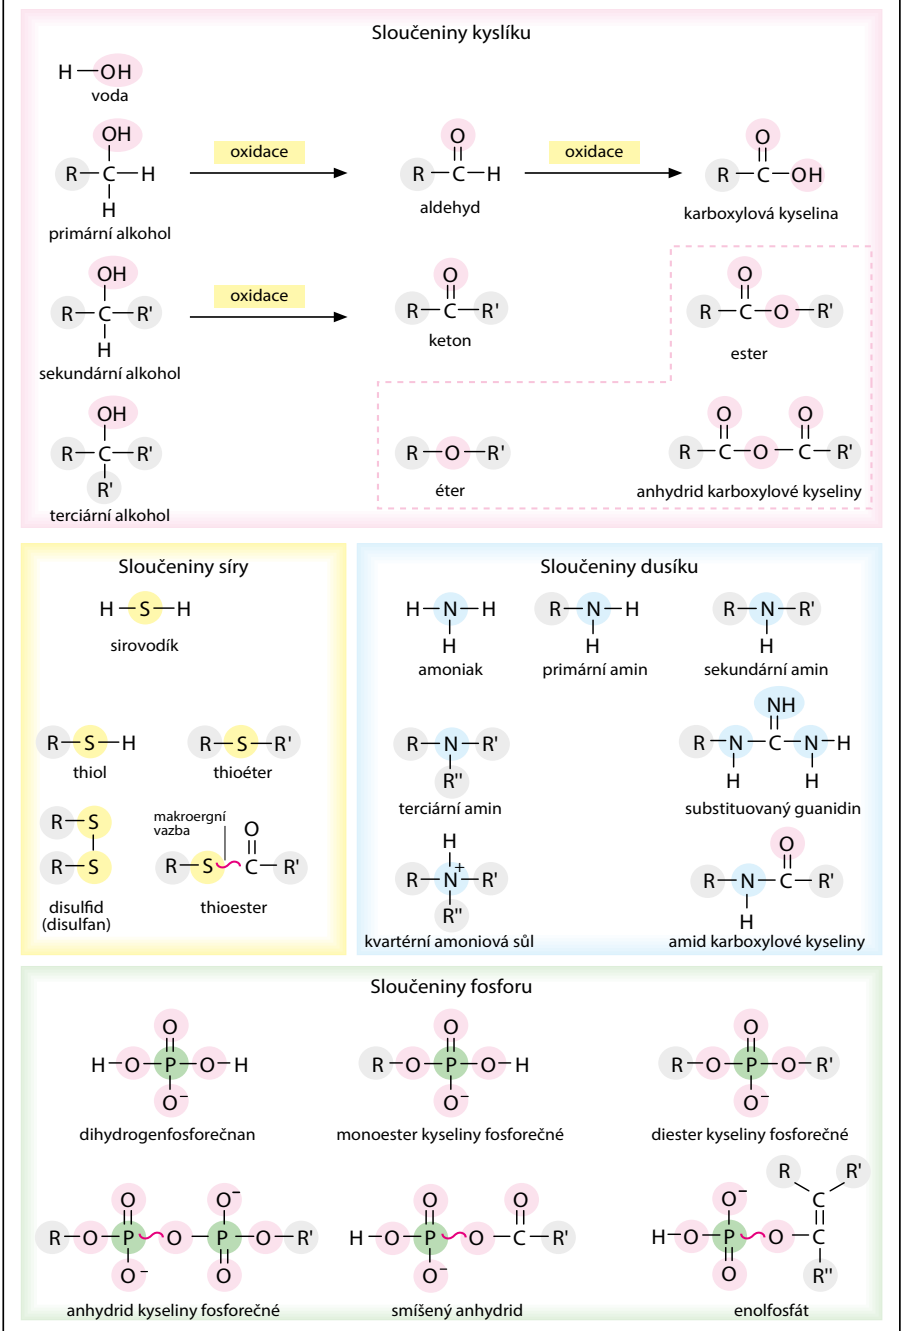 Sloučeniny kyslíku
H OH
voda
OH
R C H
H
primární alkohol
oxidace
O
R C H
aldehyd
oxidace
O
R C OH
karboxylová kyselina
OH
R C R'
H
sekundární alkohol
oxidace
O
R C R'
keton
O
R C O R'
ester
OH
R C R'
R'
terciární alkohol
R O R'
éter
O O
R C O C R'
anhydrid karboxylové kyseliny
Sloučeniny síry
H S H
sirovodík
R S H
thiol
R S R'
thioéter
R S
R S
disulfid
(disulfan)
makroergní
vazba
O
R S C R'
thioester
Sloučeniny dusíku
H N H
H
amoniak
R N H
H
primární amin
R N R'
H
sekundární amin
R N R'
R''
terciární amin
NH
R N C N H
H H
substituovaný guanidin
H
R N+ R'
R''
kvartérní amoniová sůl
O
R N C R'
H
amid karboxylové kyseliny
Sloučeniny fosforu
O
H O P O H
O−
dihydrogenfosforečnan
O
R O P O H
O−
monoester kyseliny fosforečné
O
R O P O R'
O−
diester kyseliny fosforečné
O O−
R O P O P O R'
O− O
anhydrid kyseliny fosforečné
O O
H O P O C R'
O−
smíšený anhydrid
R R'
O− C
H O P O C
O R''
enolfosfát